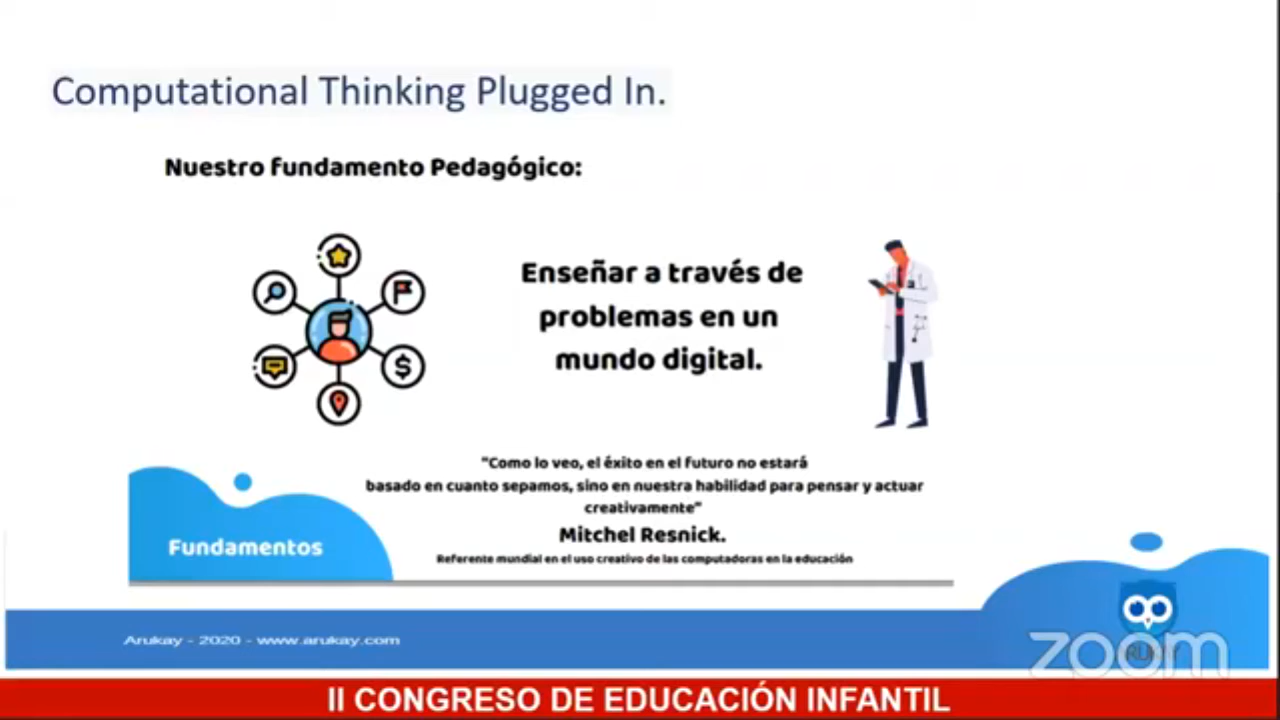 Computational Thinking Plugged In.
Nuestro fundamento Pedagógico:
Enseñar a través de
problemas en un
mundo digital.
"Como lo veo, el éxito en el futuro no estará
basado en cuanto sepamos, sino en nuestra habilidad para pensar y actuar
creativamente"
Mitchel Resnick.
Referente mundial en el uso creativo de las computadoras en la educación
Fundamentos
Arukay - 2020 - www.arukay.com
zoom
II CONGRESO DE EDUCACIÓN INFANTIL